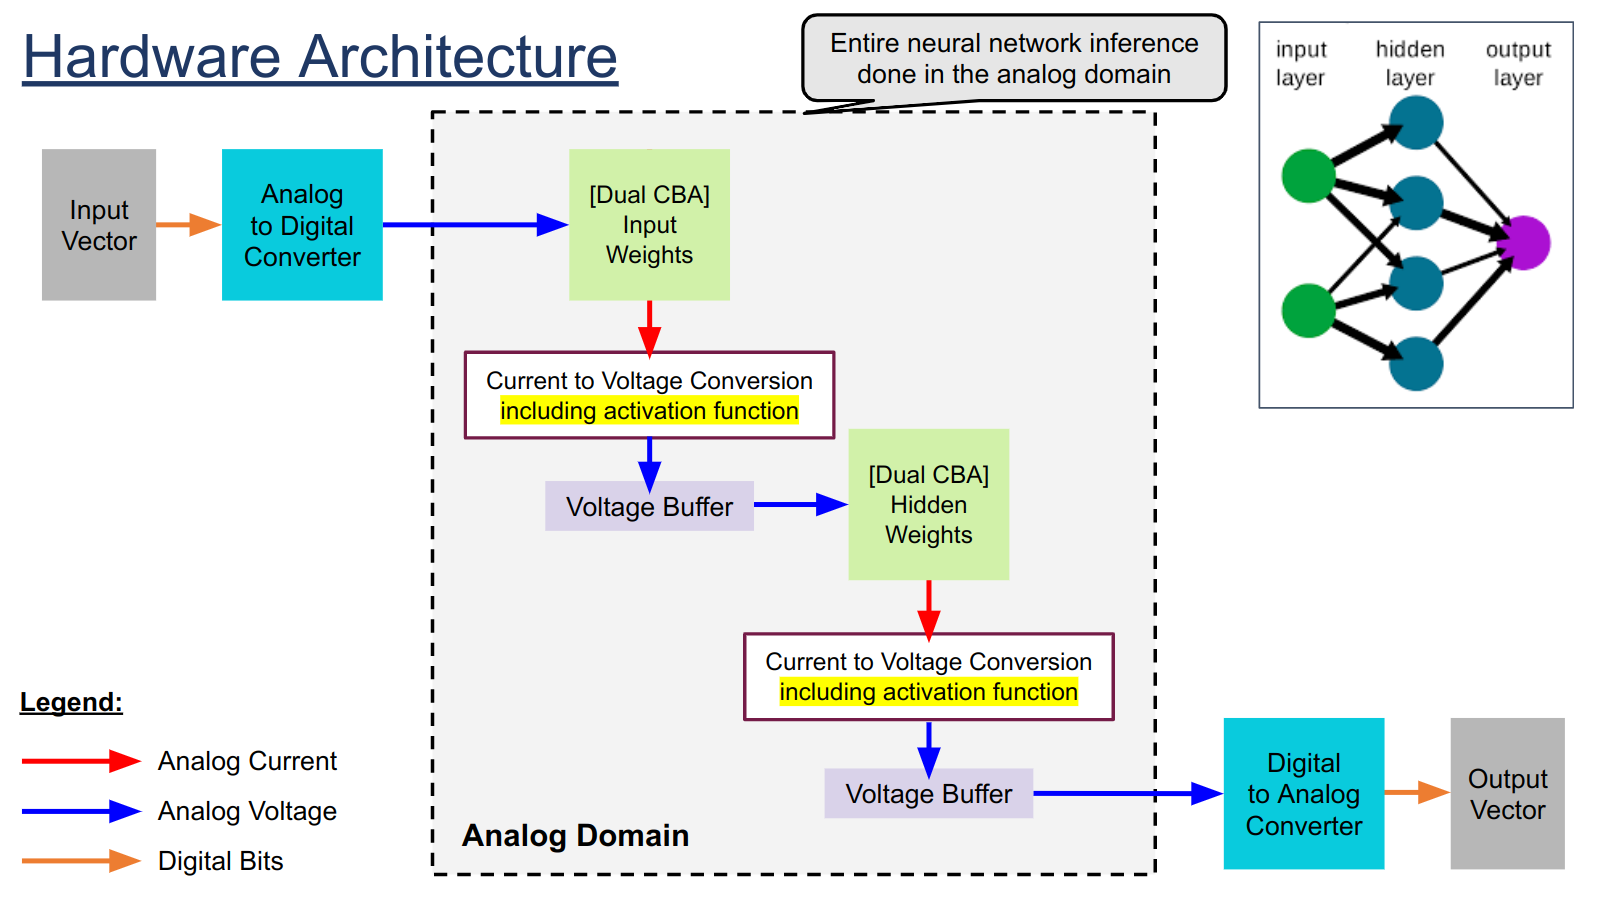 Hardware Architecture
Entire neural network inference
done in the analog domain
input
layer
hidden
layer
output
layer
Input
Vector
Analog
to Digital
Converter
[Dual CBA]
Input
Weights
Current to Voltage Conversion
including activation function
Voltage Buffer
[Dual CBA]
Hidden
Weights
Current to Voltage Conversion
including activation function
Voltage Buffer
Analog Domain
Digital
to Analog
Converter
Output
Vector
Legend:
Analog Current
Analog Voltage
Digital Bits